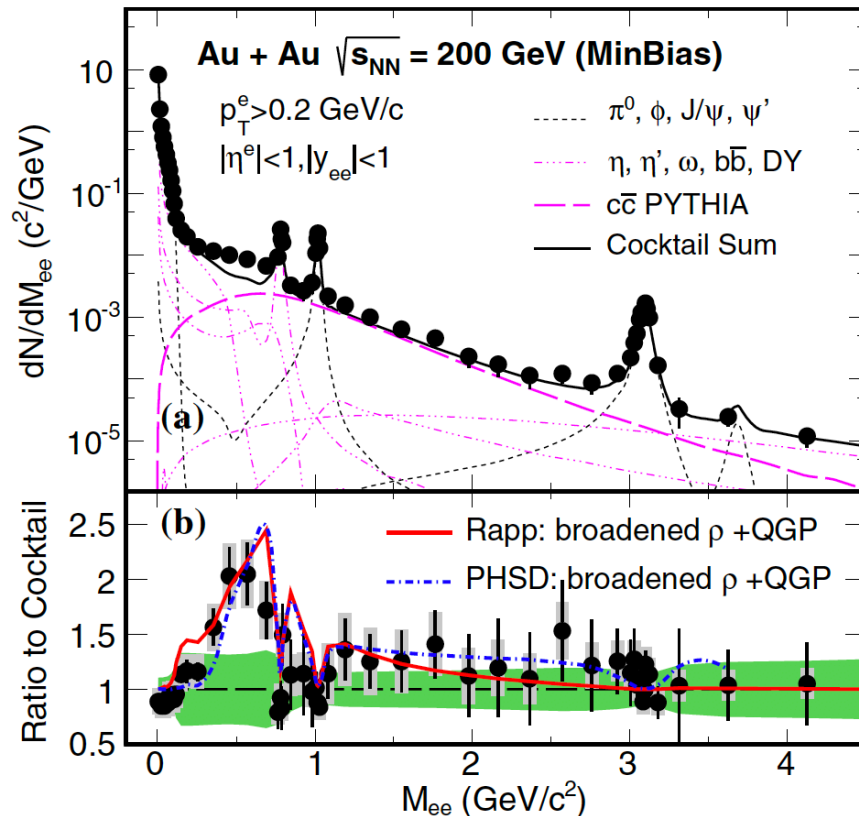 Au + Au √s_NN = 200 GeV (MinBias)
p_T^e>0.2 GeV/c
|η^e|<1,|y_ee|<1
π⁰, φ, J/ψ, ψ’
η, η’, ω, bb̅, DY
cc̅ PYTHIA
Cocktail Sum
dN/dM_ee (c²/GeV)
10
10⁻¹
10⁻³
10⁻⁵
(a)
(b)
Rapp: broadened ρ +QGP
PHSD: broadened ρ +QGP
Ratio to Cocktail
2.5
2
1.5
1
0.5
0 1 2 3 4
M_ee (GeV/c²)